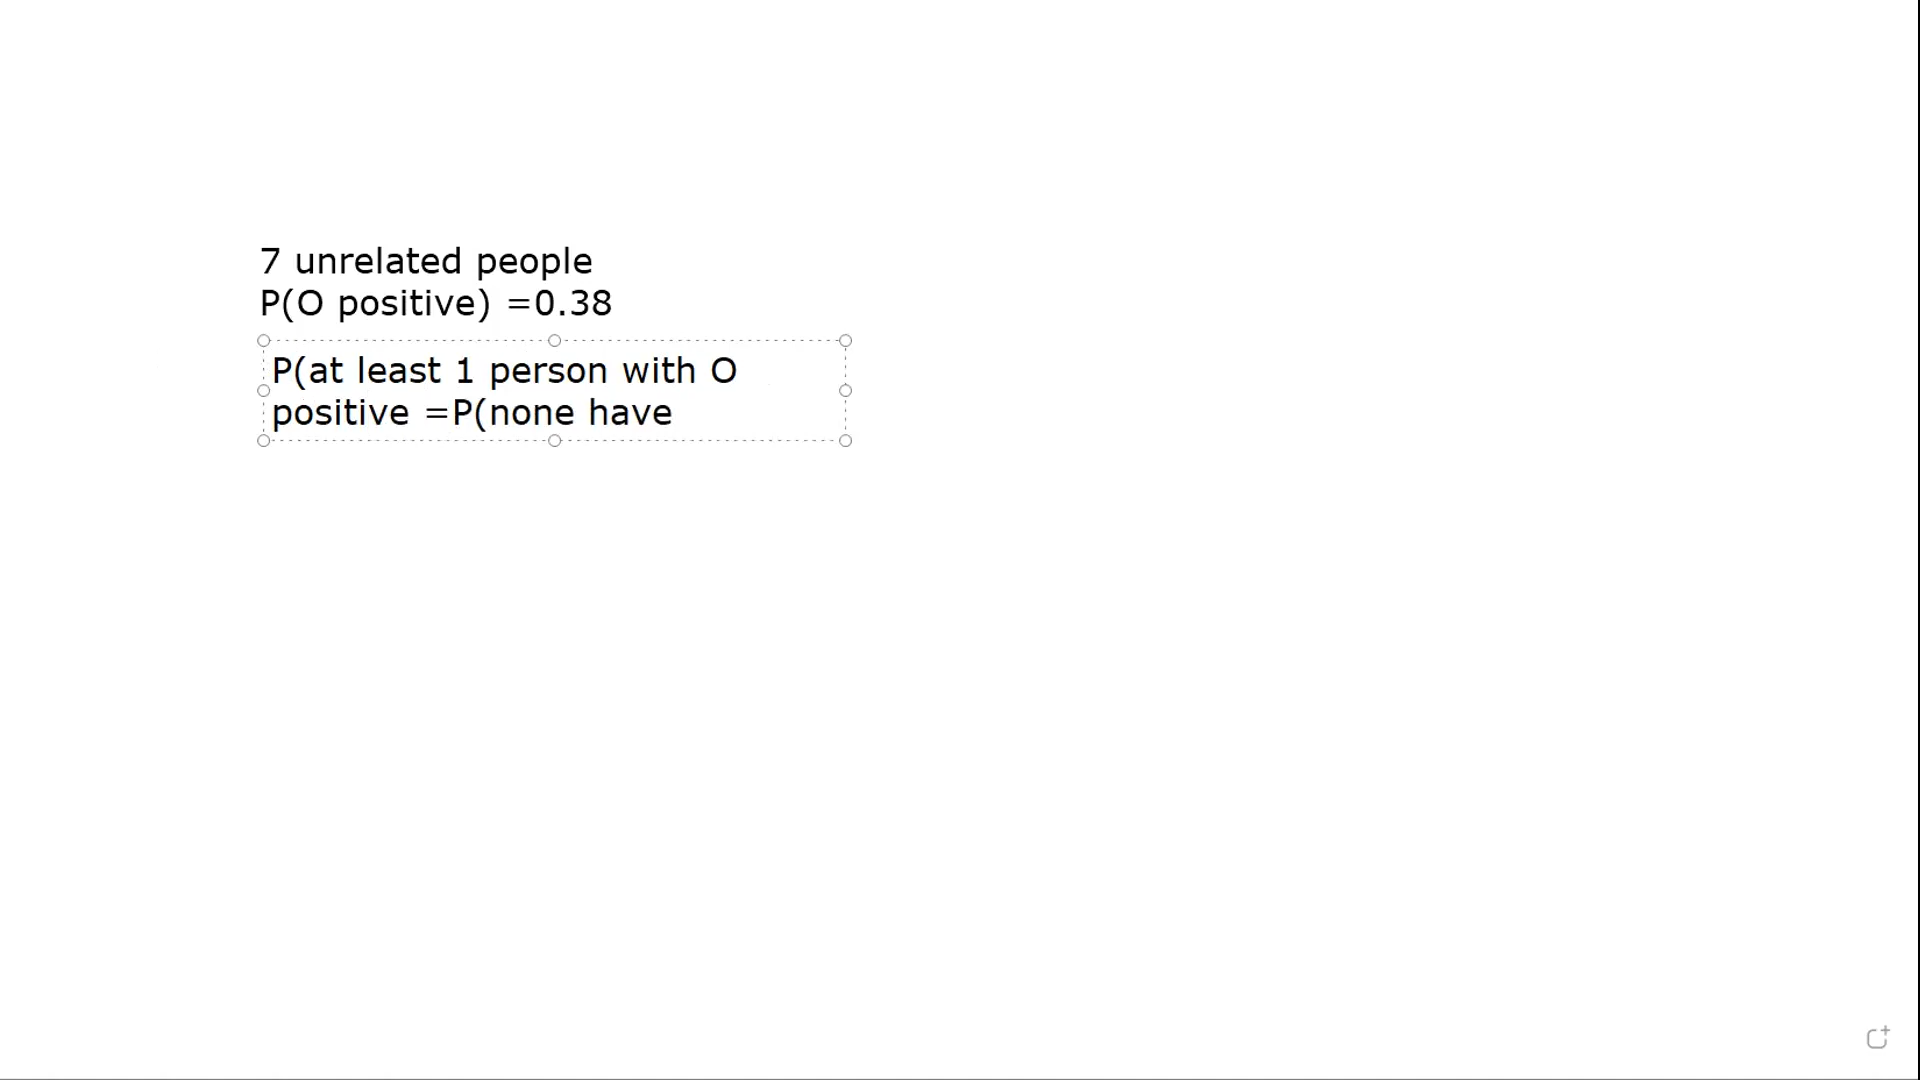 7 unrelated people
P(O positive) =0.38
P(at least 1 person with O
positive =P(none have